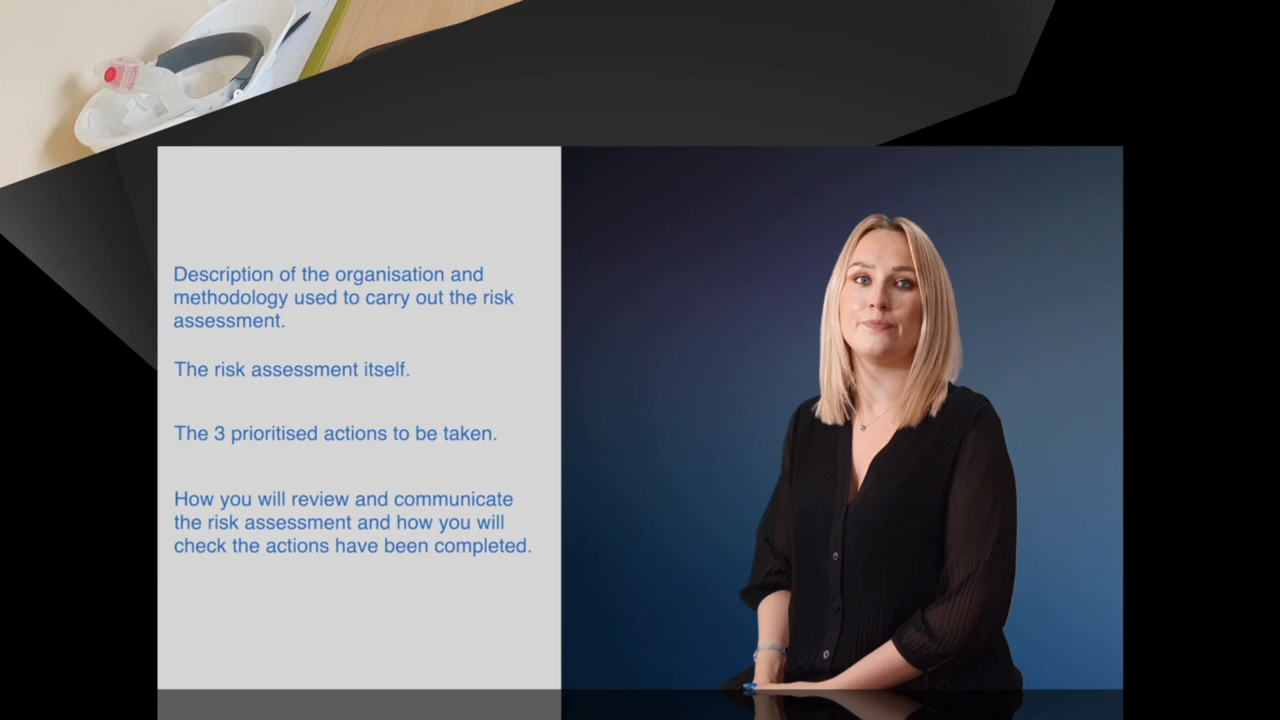 Description of the organisation and
methodology used to carry out the risk
assessment.
The risk assessment itself.
The 3 prioritised actions to be taken.
How you will review and communicate
the risk assessment and how you will
check the actions have been completed.